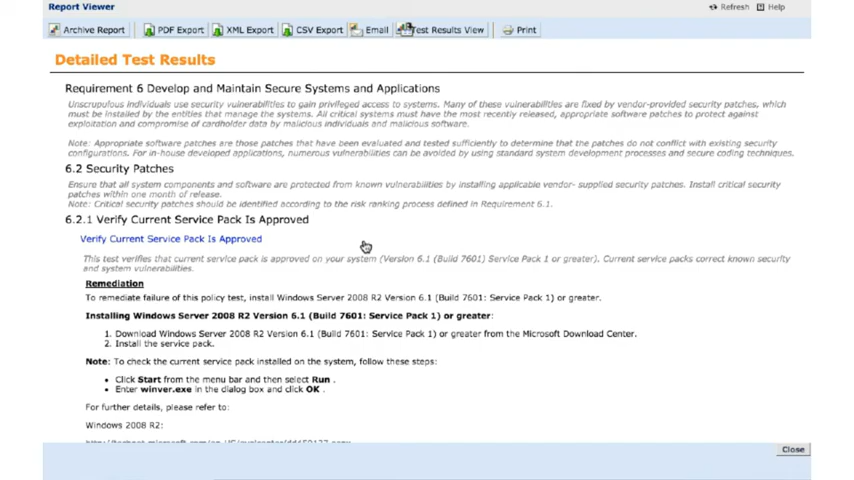 Report Viewer
Refresh
Help
Archive Report
PDF Export
XML Export
CSV Export
Email
Test Results View
Print
Detailed Test Results
Requirement 6 Develop and Maintain Secure Systems and Applications
Unscrupulous individuals use security vulnerabilities to gain privileged access to systems. Many of these vulnerabilities are fixed by vendor-provided security patches, which
must be installed by the entities that manage the systems. All critical systems must have the most recently released, appropriate software patches to protect against
exploitation and compromise of cardholder data by malicious individuals and malicious software.
Note: Appropriate software patches are those patches that have been evaluated and tested sufficiently to determine that the patches do not conflict with existing security
configurations. For in-house developed applications, numerous vulnerabilities can be avoided by using standard system development processes and secure coding techniques.
6.2 Security Patches
Ensure that all system components and software are protected from known vulnerabilities by installing applicable vendor- supplied security patches. Install critical security
patches within one month of release.
Note: Critical security patches should be identified according to the risk ranking process defined in Requirement 6.1.
6.2.1 Verify Current Service Pack Is Approved
Verify Current Service Pack Is Approved
This test verifies that current service pack is approved on your system (Version 6.1 (Build 7601) Service Pack 1 or greater). Current service packs correct known security
and system vulnerabilities.
Remediation
To remediate failure of this policy test, install Windows Server 2008 R2 Version 6.1 (Build 7601: Service Pack 1) or greater.
Installing Windows Server 2008 R2 Version 6.1 (Build 7601: Service Pack 1) or greater:
1. Download Windows Server 2008 R2 Version 6.1 (Build 7601: Service Pack 1) or greater from the Microsoft Download Center.
2. Install the service pack.
Note: To check the current service pack installed on the system, follow these steps:
• Click Start from the menu bar and then select Run .
• Enter winver.exe in the dialog box and click OK .
For further details, please refer to:
Windows 2008 R2:
Close